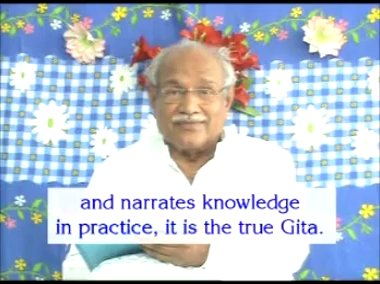 and narrates knowledge
in practice, it is the true Gita.